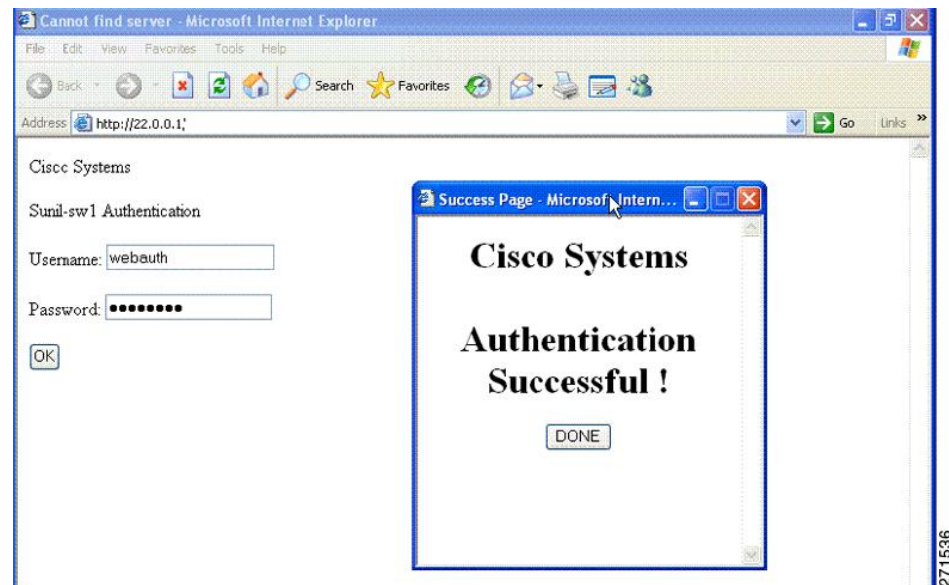 Cannot find server - Microsoft Internet Explorer
File Edit View Favorites Tools Help
Back Search Favorites
Address http://22.0.0.1; Go Links »
Cisco Systems
Sunil-sw1 Authentication
Username: webauth
Password: ••••••••
OK
Success Page - Microsoft Intern...
Cisco Systems
Authentication
Successful !
DONE
271536